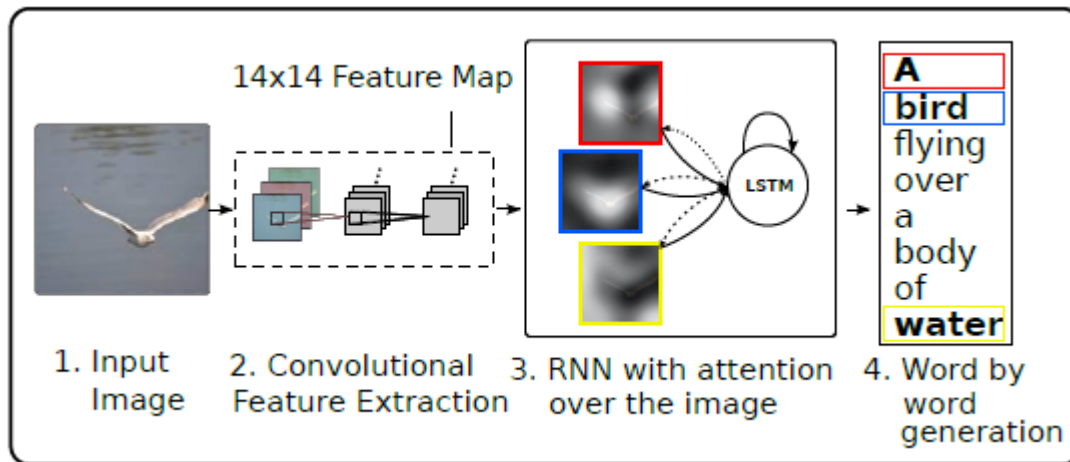 14x14 Feature Map
LSTM
A
bird
flying
over
a
body
of
water
1. Input
Image
2. Convolutional
Feature Extraction
3. RNN with attention
over the image
4. Word by
word
generation